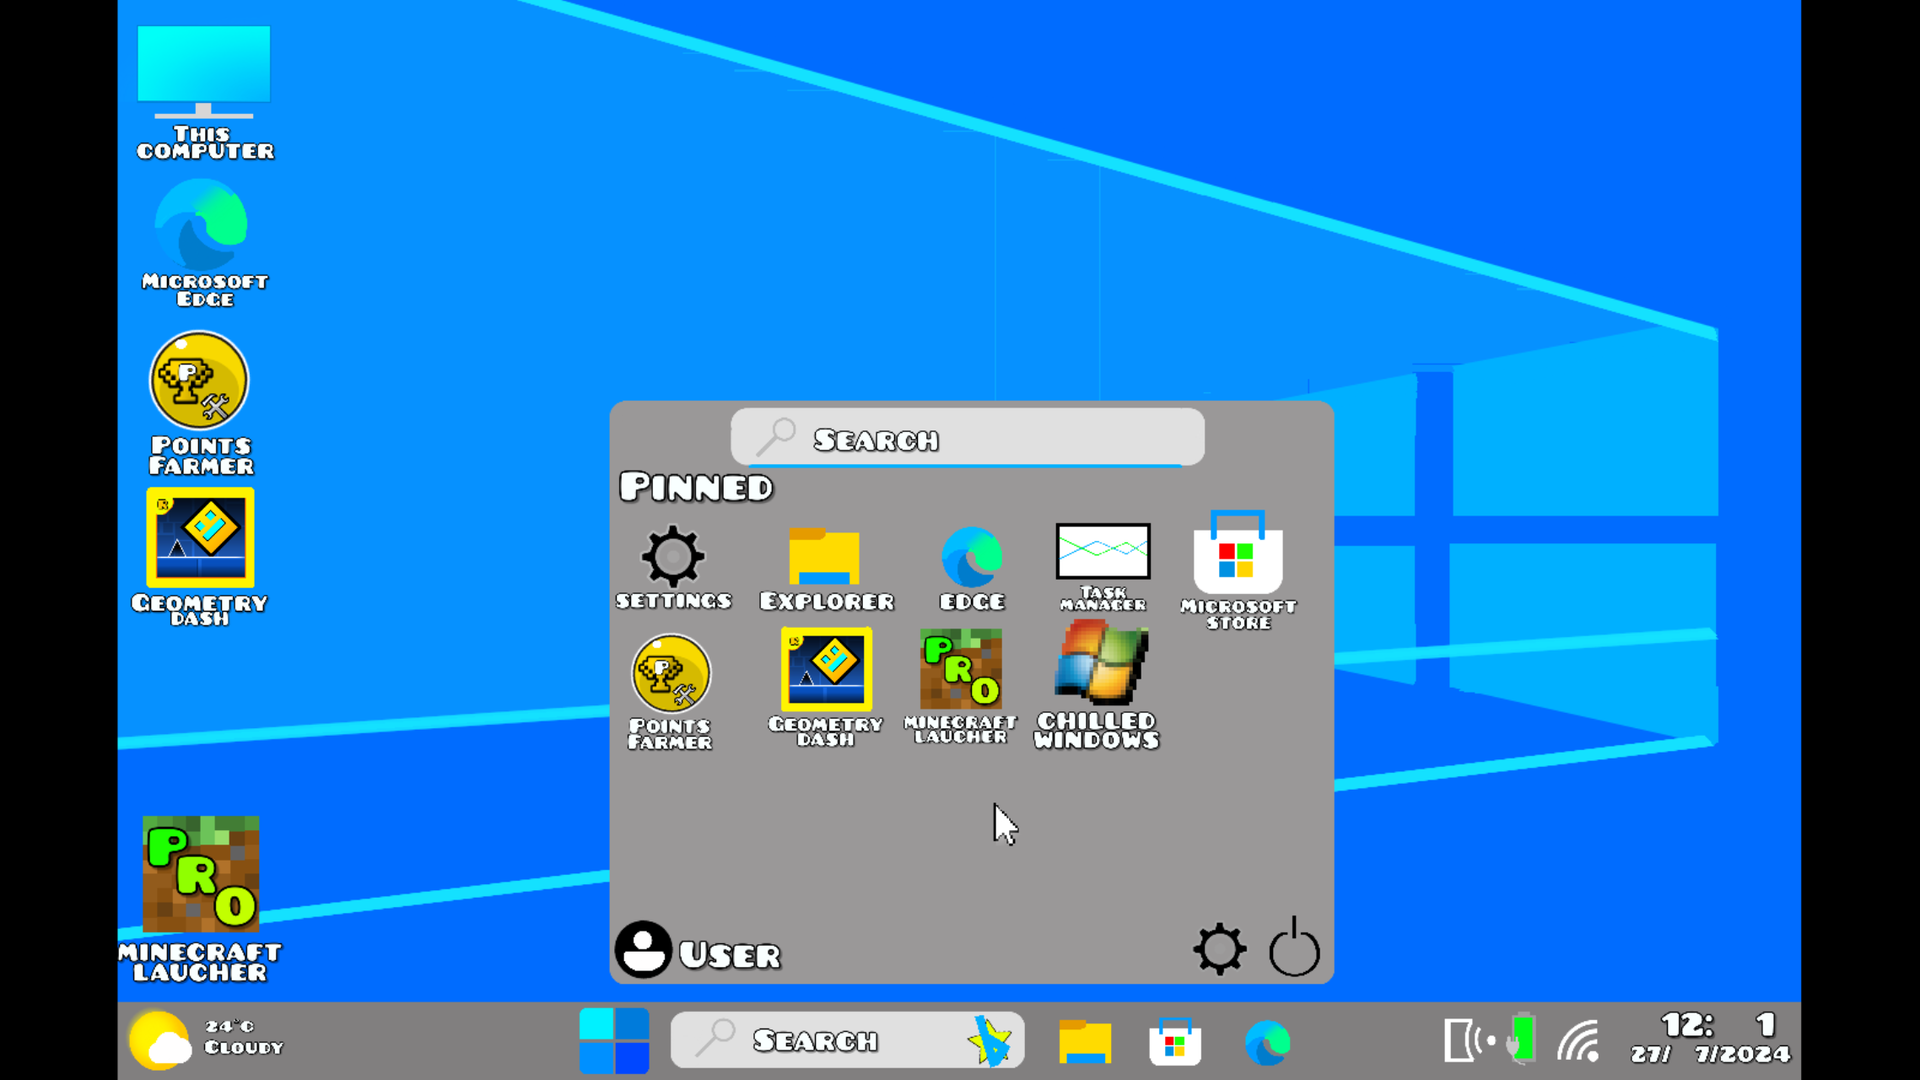 THIS
COMPUTER
MICROSOFT
EDGE
P
POINTS
FARMER
GEOMETRY
DASH
P
R
O
MINECRAFT
LAUCHER
SEARCH
PINNED
SETTINGS
EXPLORER
EDGE
TASK
MANAGER
MICROSOFT
STORE
P
POINTS
FARMER
GEOMETRY
DASH
P
R
O
MINECRAFT
LAUCHER
CHILLED
WINDOWS
USER
24°C
CLOUDY
SEARCH
12: 1
27/ 7/2024